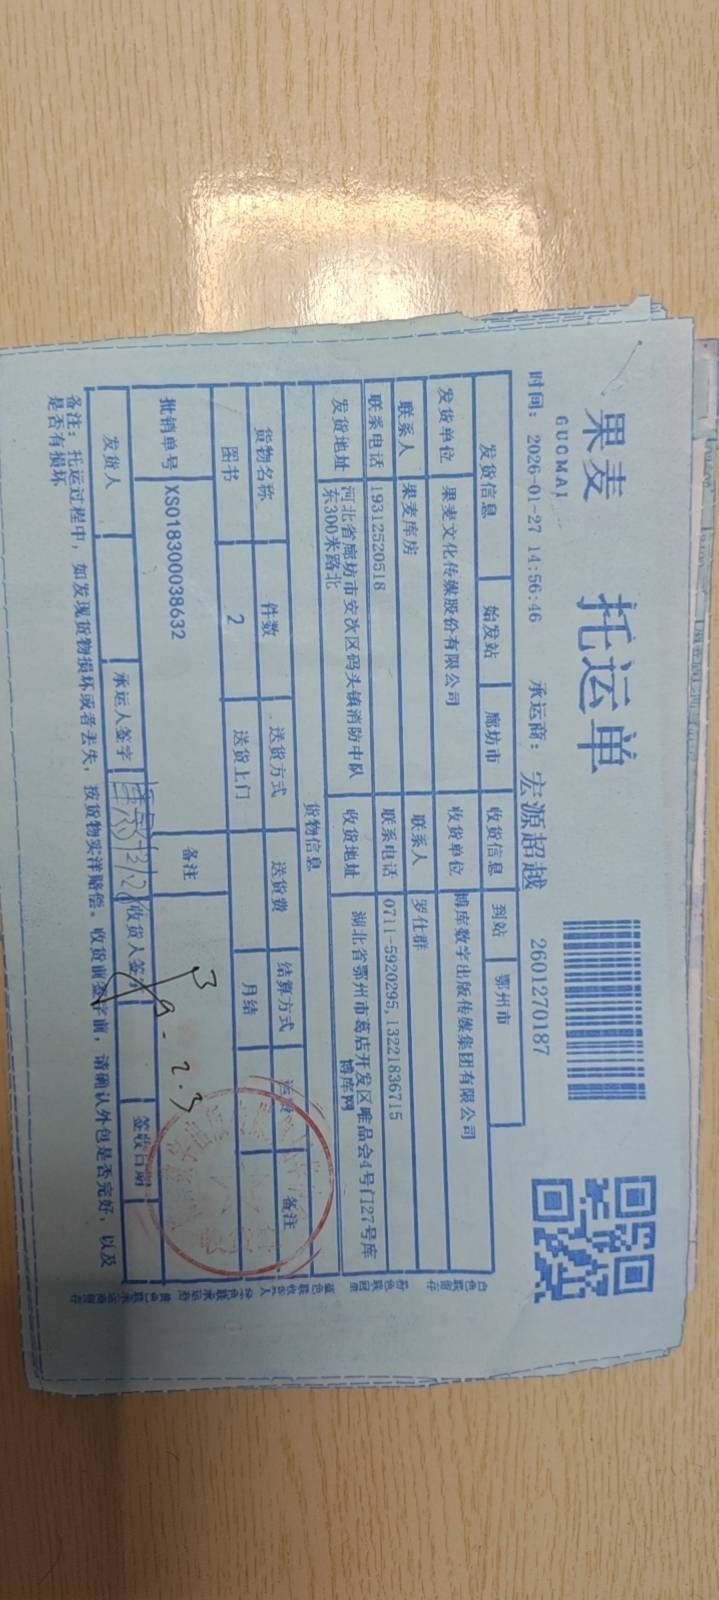 果麦 托运单
GUOMAI
时间: 2026-01-27 14:56:46 承运商: 宏源超越 2601270187
发货信息 始发站 廊坊市 收货信息 到站 鄂州市
发货单位 果麦文化传媒股份有限公司 收货单位 博库数字出版传媒集团有限公司
联系人 果麦库房 联系人 罗仕群
联系电话 19312520518 联系电话 0711-5920295,13221836715
发货地址 河北省廊坊市安次区码头镇消防中队 收货地址 湖北省鄂州市葛店开发区唯品会4号门27号库
东300米路北 博库网
货物信息
货物名称 件数 送货方式 送货费 结算方式 运费 备注
图书 2 送货上门 月结
批销单号 XS018300038632 备注
发货人 承运人签字 收货人签字 签收日期
备注: 托运过程中, 如发现货物损坏或者丢失, 按货物实洋赔偿。收货前签字前, 请确认外包是否完好, 以及
是否有损坏